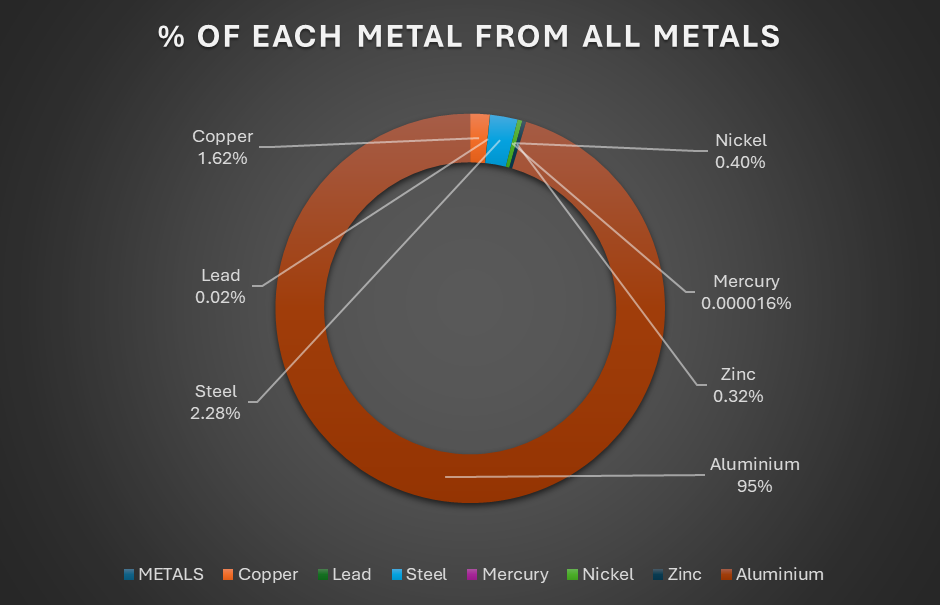 % OF EACH METAL FROM ALL METALS
Copper
1.62%
Nickel
0.40%
Lead
0.02%
Mercury
0.000016%
Steel
2.28%
Zinc
0.32%
Aluminium
95%
METALS Copper Lead Steel Mercury Nickel Zinc Aluminium